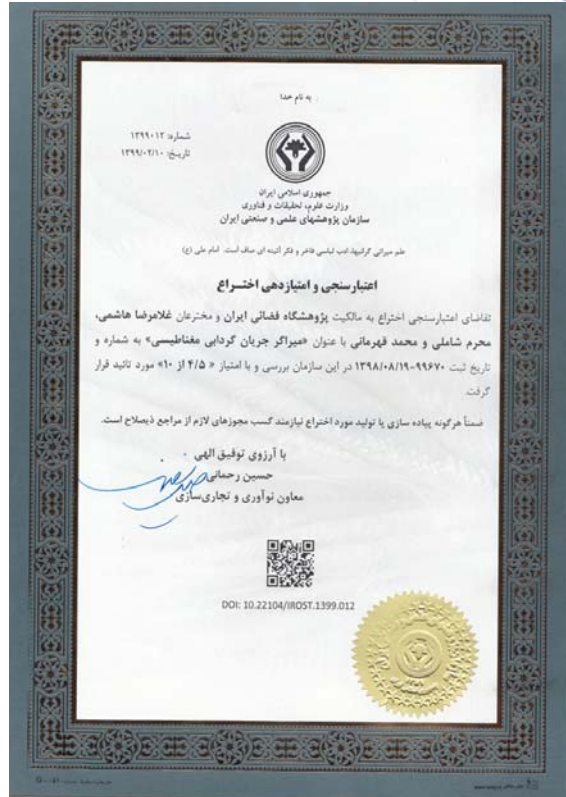 به نام خدا
شماره: ۱۳۹۹۰۱۲
تاریخ: ۱۳۹۹/۰۲/۱۰
جمهوری اسلامی ایران
وزارت علوم، تحقیقات و فناوری
سازمان پژوهشهای علمی و صنعتی ایران
علم میراثی گرانبها، ادب لباسی فاخر و فکر آئینه ای صاف است. امام علی (ع)
اعتبارسنجی و امتیازدهی اختــراع
تقاضای اعتبارسنجی اختراع به مالکیت پژوهشگاه فضائی ایران و مخترعان غلامرضا هاشمی،
محرم شاملی و محمد قهرمانی با عنوان «میراگر جریان گردابی مغناطیسی» به شماره و
تاریخ ثبت ۹۹۶۷۰-۱۳۹۸/۰۸/۱۹ در این سازمان بررسی و با امتیاز « ۴/۵ از ۱۰» مورد تائید قرار
گرفت.
ضمناً هرگونه پیاده سازی یا تولید مورد اختراع نیازمند کسب مجوزهای لازم از مراجع ذیصلاح است.
با آرزوی توفیق الهی
حسین رحمانی
معاون نوآوری و تجاری‌سازی
DOI: 10.22104/IROST.1399.012